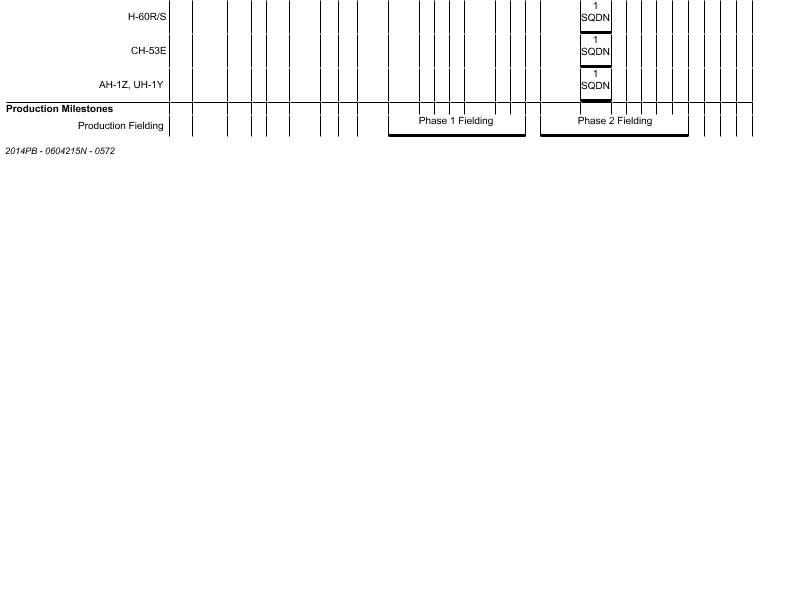 1
H-60R/S SQDN
1
CH-53E SQDN
1
AH-1Z, UH-1Y SQDN
Production Milestones
Production Fielding Phase 1 Fielding Phase 2 Fielding
2014PB - 0604215N - 0572